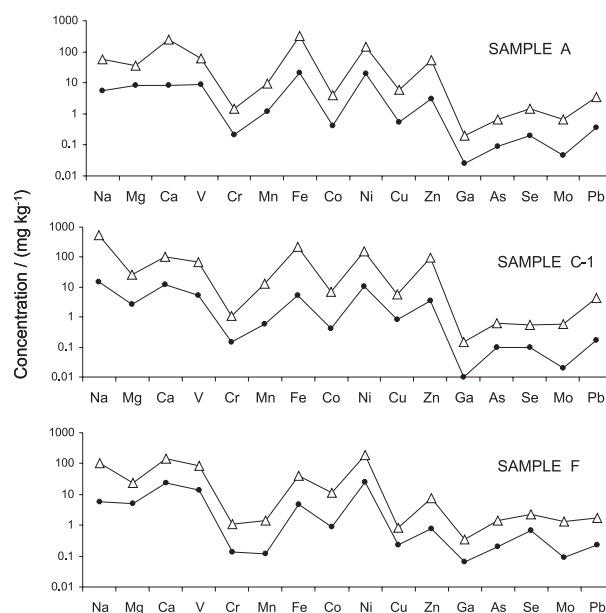 Concentration / (mg kg⁻¹)
SAMPLE A
1000
100
10
1
0.1
0.01
Na Mg Ca V Cr Mn Fe Co Ni Cu Zn Ga As Se Mo Pb
SAMPLE C-1
1000
100
10
1
0.1
0.01
Na Mg Ca V Cr Mn Fe Co Ni Cu Zn Ga As Se Mo Pb
SAMPLE F
1000
100
10
1
0.1
0.01
Na Mg Ca V Cr Mn Fe Co Ni Cu Zn Ga As Se Mo Pb